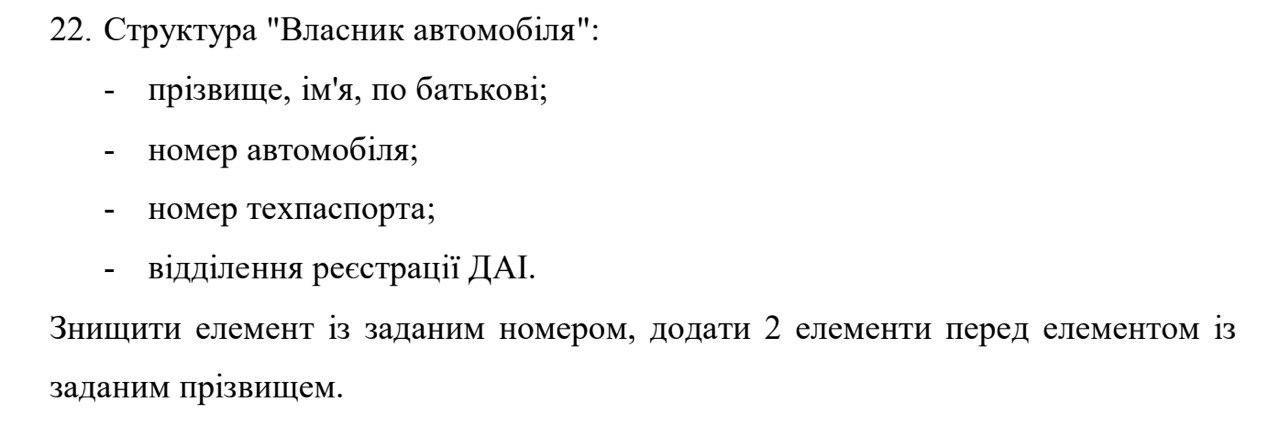 22. Структура "Власник автомобіля":
- прізвище, ім'я, по батькові;
- номер автомобіля;
- номер техпаспорта;
- відділення реєстрації ДАІ.
Знищити елемент із заданим номером, додати 2 елементи перед елементом із
заданим прізвищем.